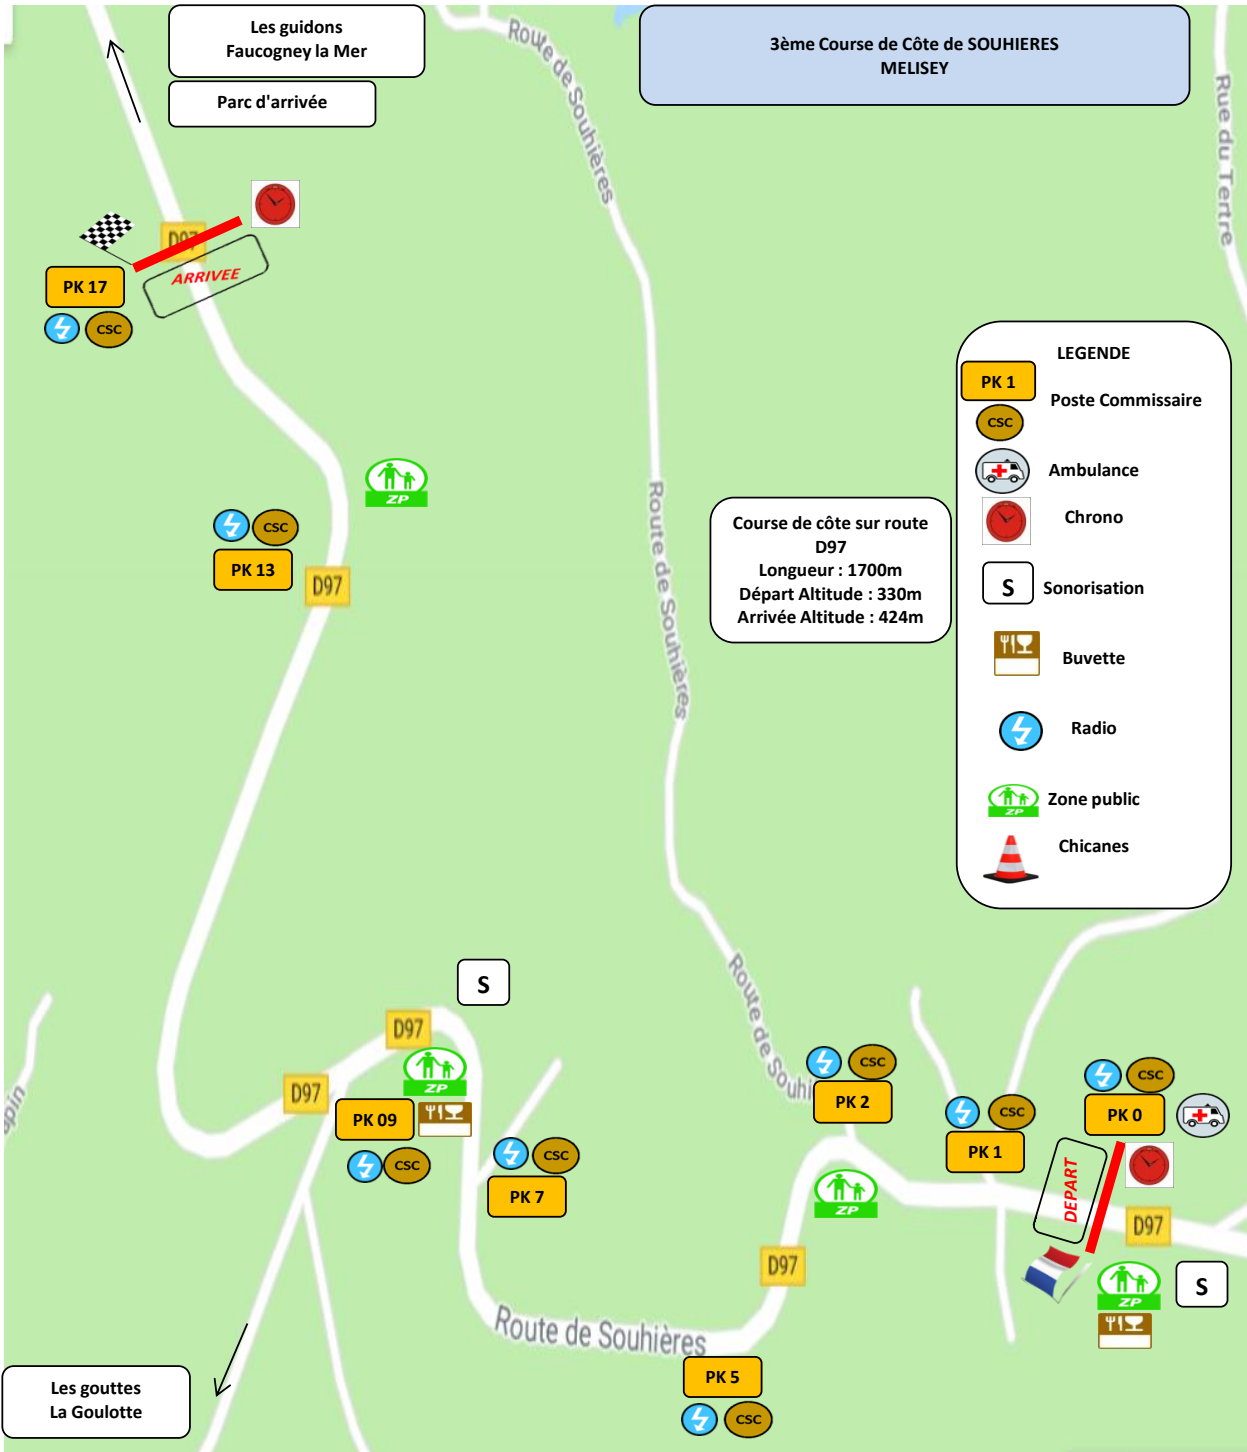 Les guidons
Faucogney la Mer
Parc d'arrivée
3ème Course de Côte de SOUHIERES
MELISEY
Route de Souhières
Rue du Tertre
D97
ARRIVEE
PK 17
CSC
LEGENDE
PK 1
Poste Commissaire
CSC
Ambulance
Chrono
S Sonorisation
Buvette
Radio
ZP Zone public
Chicanes
ZP
CSC
PK 13
D97
Route de Souhières
Course de côte sur route
D97
Longueur : 1700m
Départ Altitude : 330m
Arrivée Altitude : 424m
S
D97
ZP
D97
PK 09
CSC
CSC
PK 7
Route de Souhi
CSC
PK 2
ZP
CSC
PK 1
CSC
PK 0
DEPART
D97
ZP
S
D97
Route de Souhières
PK 5
CSC
Les gouttes
La Goulotte